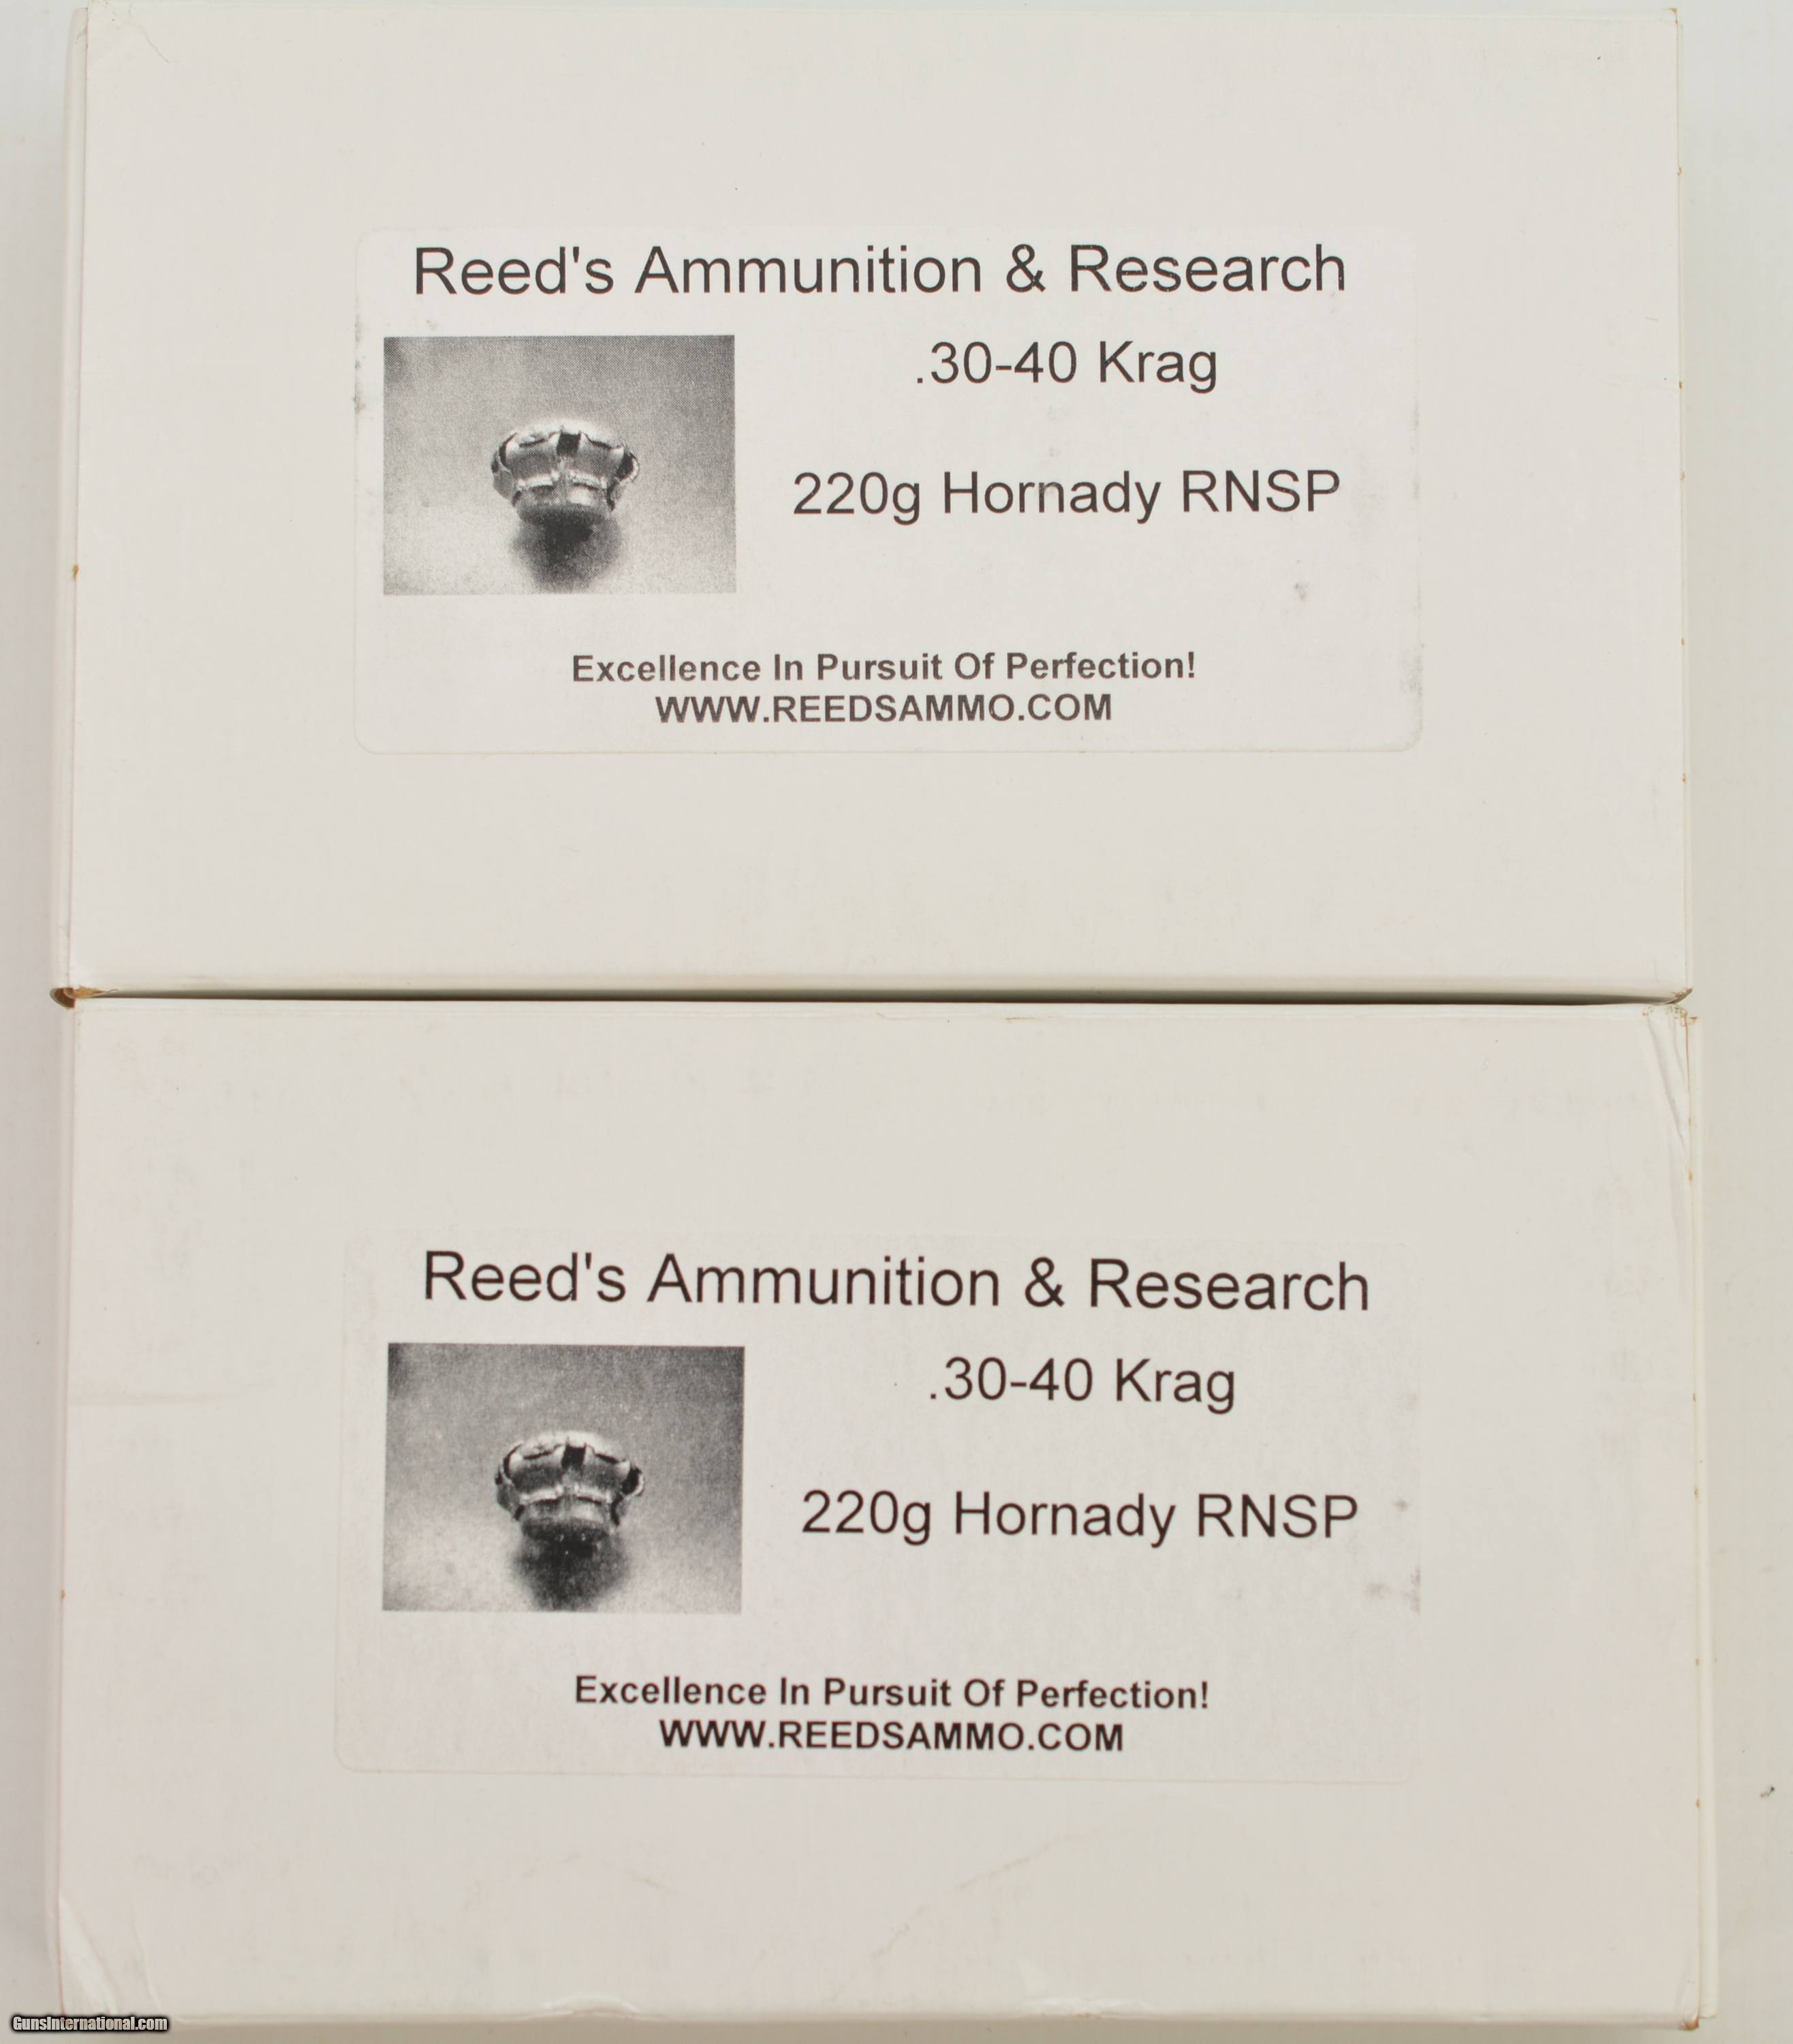 Reed's Ammunition & Research
.30-40 Krag
220g Hornady RNSP
Excellence In Pursuit Of Perfection!
WWW.REEDSAMMO.COM
Reed's Ammunition & Research
.30-40 Krag
220g Hornady RNSP
Excellence In Pursuit Of Perfection!
WWW.REEDSAMMO.COM
GunsInternational.com